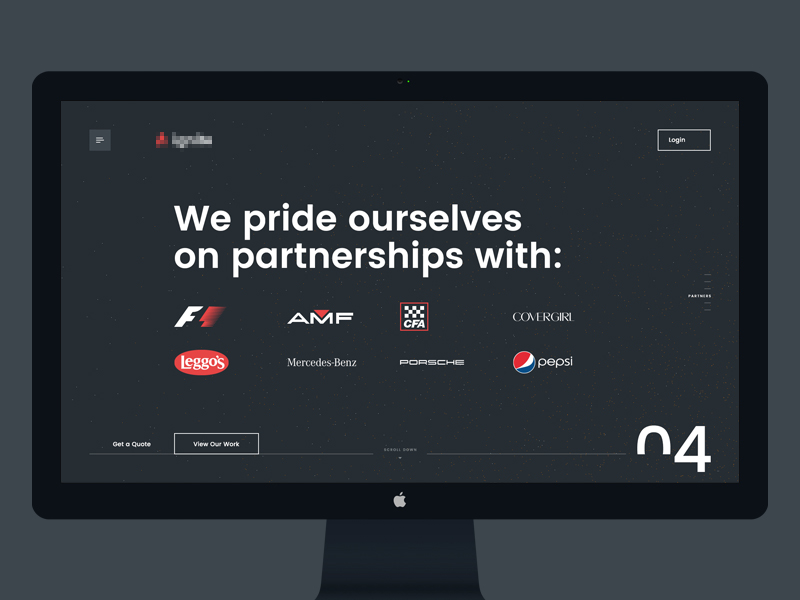 Login
We pride ourselves
on partnerships with:
F1
AMF
CFA
COVERGIRL
Leggo's
Mercedes-Benz
PORSCHE
pepsi
PARTNERS
Get a Quote
View Our Work
SCROLL DOWN
04